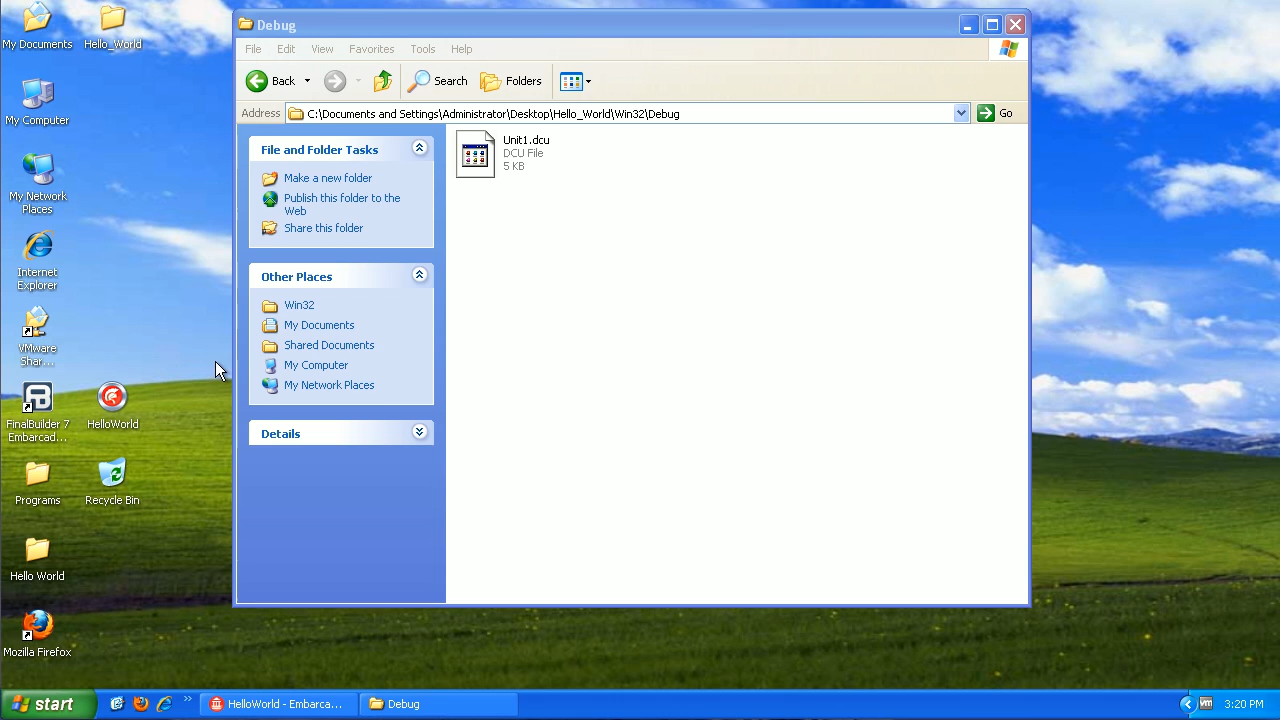 My Documents
Hello_World
My Computer
My Network
Places
Internet
Explorer
VMware
Shar...
FinalBuilder 7
Embarcad...
HelloWorld
Programs
Recycle Bin
Hello World
Mozilla Firefox
Debug
File Edit View Favorites Tools Help
Back Search Folders
Address C:\Documents and Settings\Administrator\Desktop\Hello_World\Win32\Debug Go
File and Folder Tasks
Make a new folder
Publish this folder to the
Web
Share this folder
Other Places
Win32
My Documents
Shared Documents
My Computer
My Network Places
Details
Unit1.dcu
DCU File
5 KB
start HelloWorld - Embarca... Debug 3:20 PM